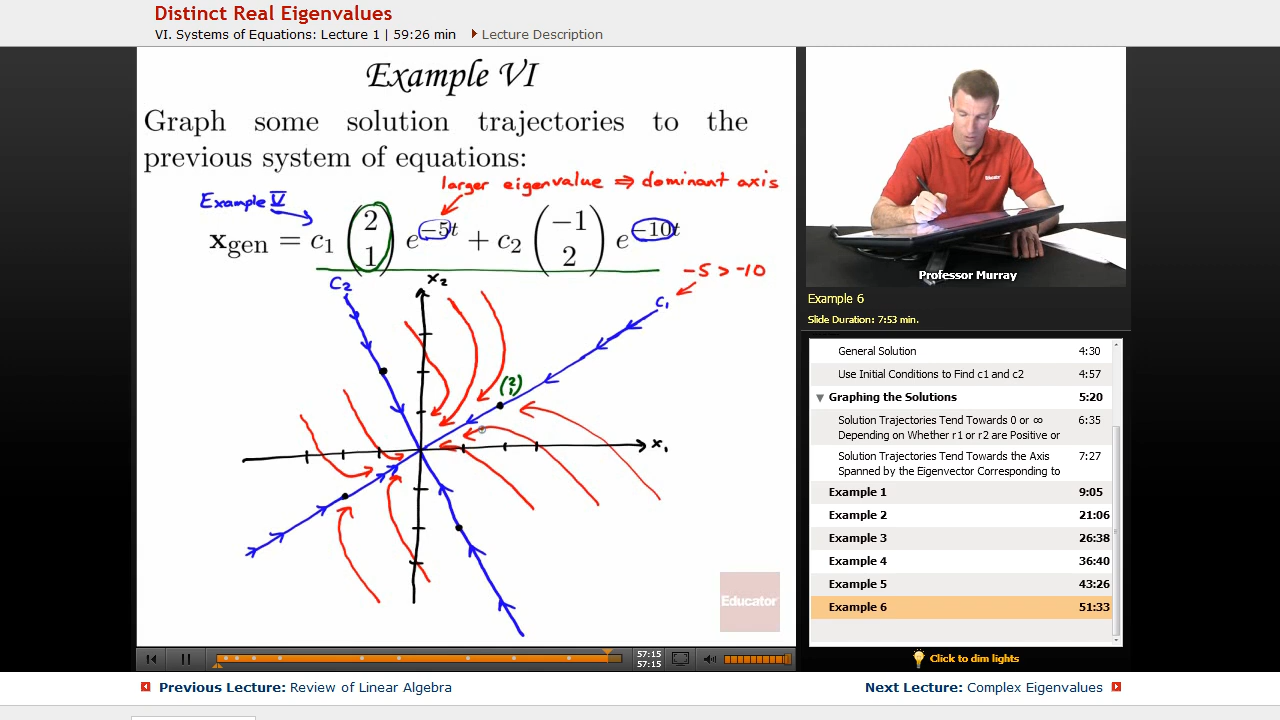 Distinct Real Eigenvalues
VI. Systems of Equations: Lecture 1 | 59:26 min
Lecture Description
Example VI
Graph some solution trajectories to the
previous system of equations:
larger eigenvalue ⇒ dominant axis
Example V
x_gen = c₁ (2 1) e^{-5t} + c₂ (-1 2) e^{-10t}
-5 > -10
C₂
x₂
C₁
(2 1)
x₁
Educator
Educator
Professor Murray
Example 6
Slide Duration: 7:53 min.
General Solution 4:30
Use Initial Conditions to Find c1 and c2 4:57
Graphing the Solutions 5:20
Solution Trajectories Tend Towards 0 or ∞ 6:35
Depending on Whether r1 or r2 are Positive or
Solution Trajectories Tend Towards the Axis 7:27
Spanned by the Eigenvector Corresponding to
Example 1 9:05
Example 2 21:06
Example 3 26:38
Example 4 36:40
Example 5 43:26
Example 6 51:33
57:15
57:15
Click to dim lights
Previous Lecture: Review of Linear Algebra
Next Lecture: Complex Eigenvalues